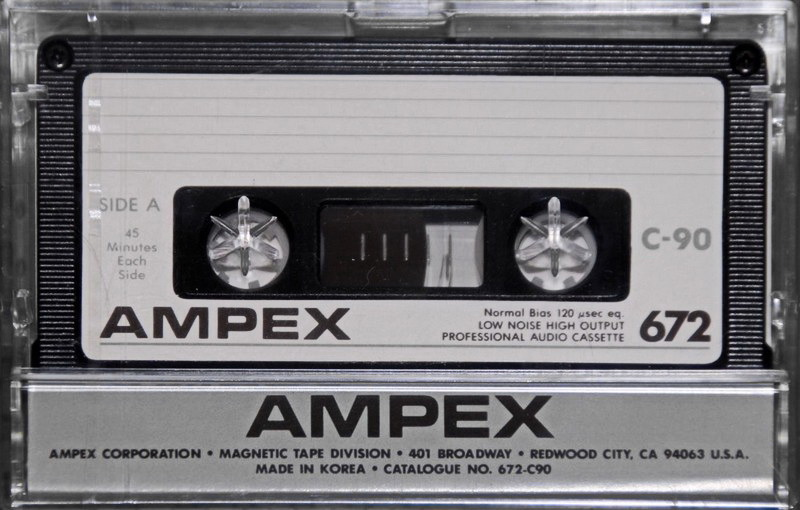 SIDE A
45
Minutes
Each
Side
C-90
AMPEX
Normal Bias 120 µsec eq.
LOW NOISE HIGH OUTPUT
PROFESSIONAL AUDIO CASSETTE
672
AMPEX
AMPEX CORPORATION • MAGNETIC TAPE DIVISION • 401 BROADWAY • REDWOOD CITY, CA 94063 U.S.A.
MADE IN KOREA • CATALOGUE NO. 672-C90